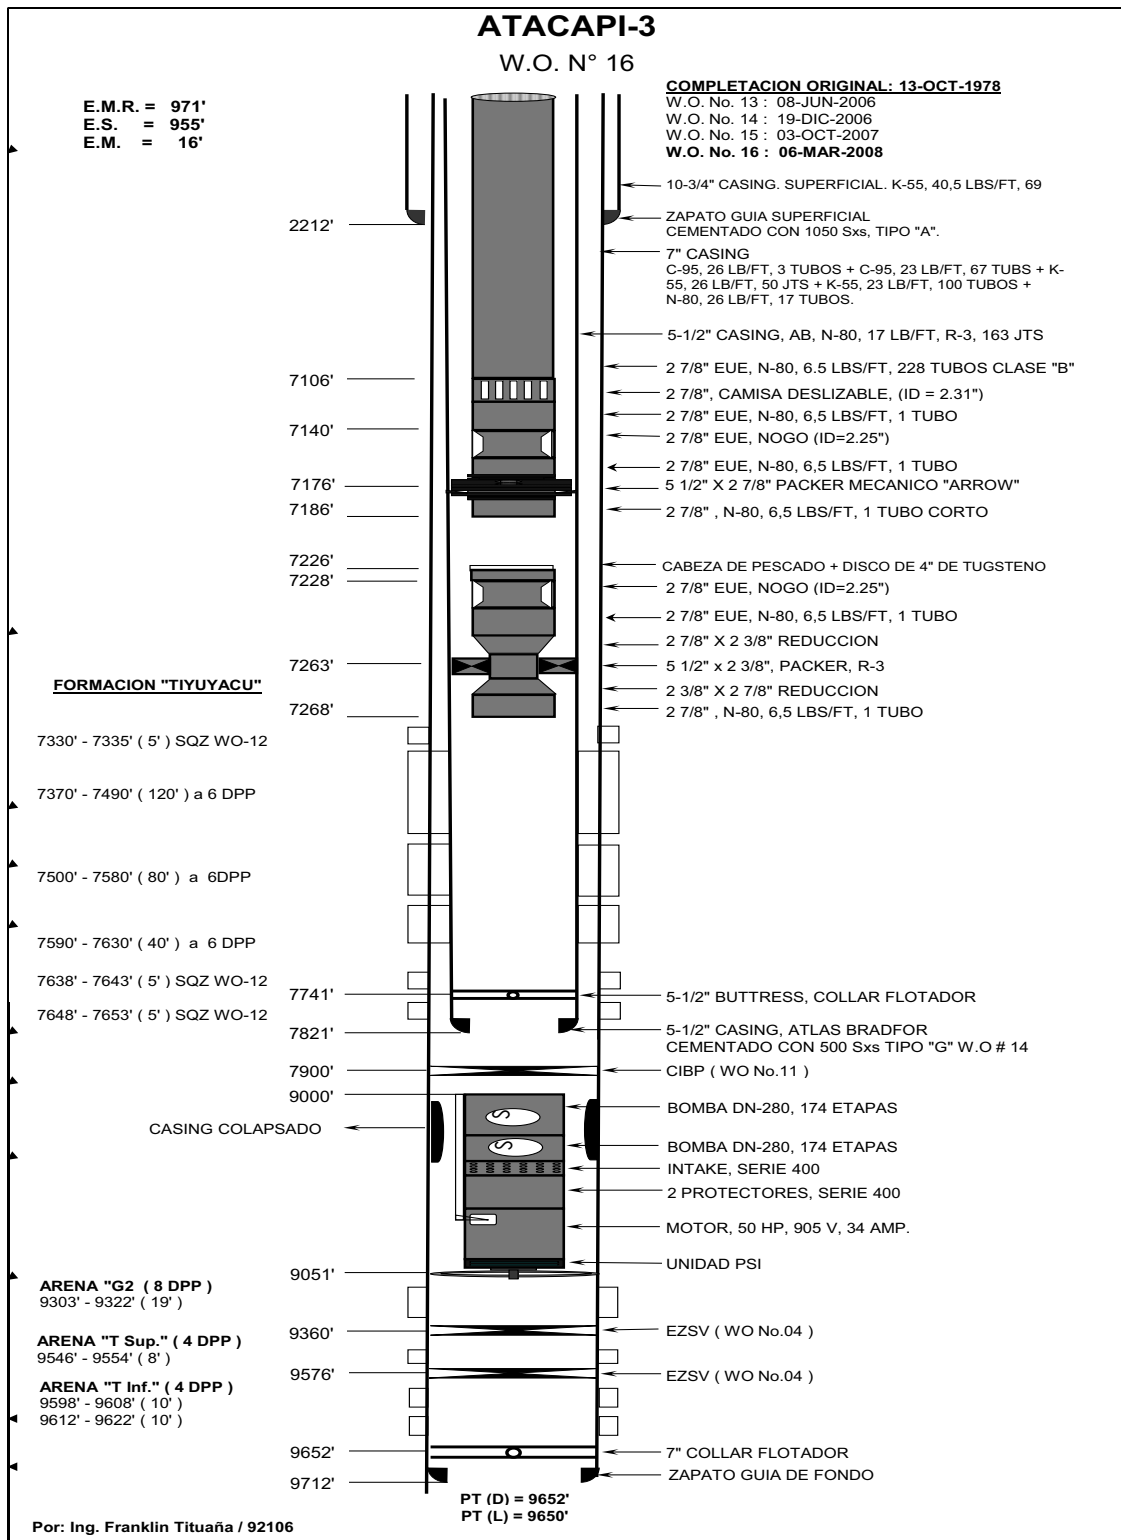 ATACAPI-3
W.O. N° 16
E.M.R. = 971'
E.S. = 955'
E.M. = 16'
COMPLETACION ORIGINAL: 13-OCT-1978
W.O. No. 13 : 08-JUN-2006
W.O. No. 14 : 19-DIC-2006
W.O. No. 15 : 03-OCT-2007
W.O. No. 16 : 06-MAR-2008
10-3/4" CASING. SUPERFICIAL. K-55, 40,5 LBS/FT, 69
2212'
ZAPATO GUIA SUPERFICIAL
CEMENTADO CON 1050 Sxs, TIPO "A".
7" CASING
C-95, 26 LB/FT, 3 TUBOS + C-95, 23 LB/FT, 67 TUBS + K-
55, 26 LB/FT, 50 JTS + K-55, 23 LB/FT, 100 TUBOS +
N-80, 26 LB/FT, 17 TUBOS.
5-1/2" CASING, AB, N-80, 17 LB/FT, R-3, 163 JTS
2 7/8" EUE, N-80, 6.5 LBS/FT, 228 TUBOS CLASE "B"
7106'
2 7/8", CAMISA DESLIZABLE, (ID = 2.31")
2 7/8" EUE, N-80, 6,5 LBS/FT, 1 TUBO
7140'
2 7/8" EUE, NOGO (ID=2.25")
2 7/8" EUE, N-80, 6,5 LBS/FT, 1 TUBO
7176'
5 1/2" X 2 7/8" PACKER MECANICO "ARROW"
7186'
2 7/8" , N-80, 6,5 LBS/FT, 1 TUBO CORTO
7226'
CABEZA DE PESCADO + DISCO DE 4" DE TUGSTENO
7228'
2 7/8" EUE, NOGO (ID=2.25")
2 7/8" EUE, N-80, 6,5 LBS/FT, 1 TUBO
2 7/8" X 2 3/8" REDUCCION
7263'
5 1/2" x 2 3/8", PACKER, R-3
FORMACION "TIYUYACU"
2 3/8" X 2 7/8" REDUCCION
7268'
2 7/8" , N-80, 6,5 LBS/FT, 1 TUBO
7330' - 7335' ( 5' ) SQZ WO-12
7370' - 7490' ( 120' ) a 6 DPP
7500' - 7580' ( 80' ) a 6DPP
7590' - 7630' ( 40' ) a 6 DPP
7638' - 7643' ( 5' ) SQZ WO-12
7741'
5-1/2" BUTTRESS, COLLAR FLOTADOR
7648' - 7653' ( 5' ) SQZ WO-12
7821'
5-1/2" CASING, ATLAS BRADFOR
CEMENTADO CON 500 Sxs TIPO "G" W.O # 14
7900'
CIBP ( WO No.11 )
9000'
BOMBA DN-280, 174 ETAPAS
S
CASING COLAPSADO
BOMBA DN-280, 174 ETAPAS
S
INTAKE, SERIE 400
2 PROTECTORES, SERIE 400
MOTOR, 50 HP, 905 V, 34 AMP.
UNIDAD PSI
9051'
ARENA "G2 ( 8 DPP )
9303' - 9322' ( 19' )
9360'
EZSV ( WO No.04 )
ARENA "T Sup." ( 4 DPP )
9546' - 9554' ( 8' )
9576'
EZSV ( WO No.04 )
ARENA "T Inf." ( 4 DPP )
9598' - 9608' ( 10' )
9612' - 9622' ( 10' )
9652'
7" COLLAR FLOTADOR
9712'
ZAPATO GUIA DE FONDO
PT (D) = 9652'
PT (L) = 9650'
Por: Ing. Franklin Tituaña / 92106